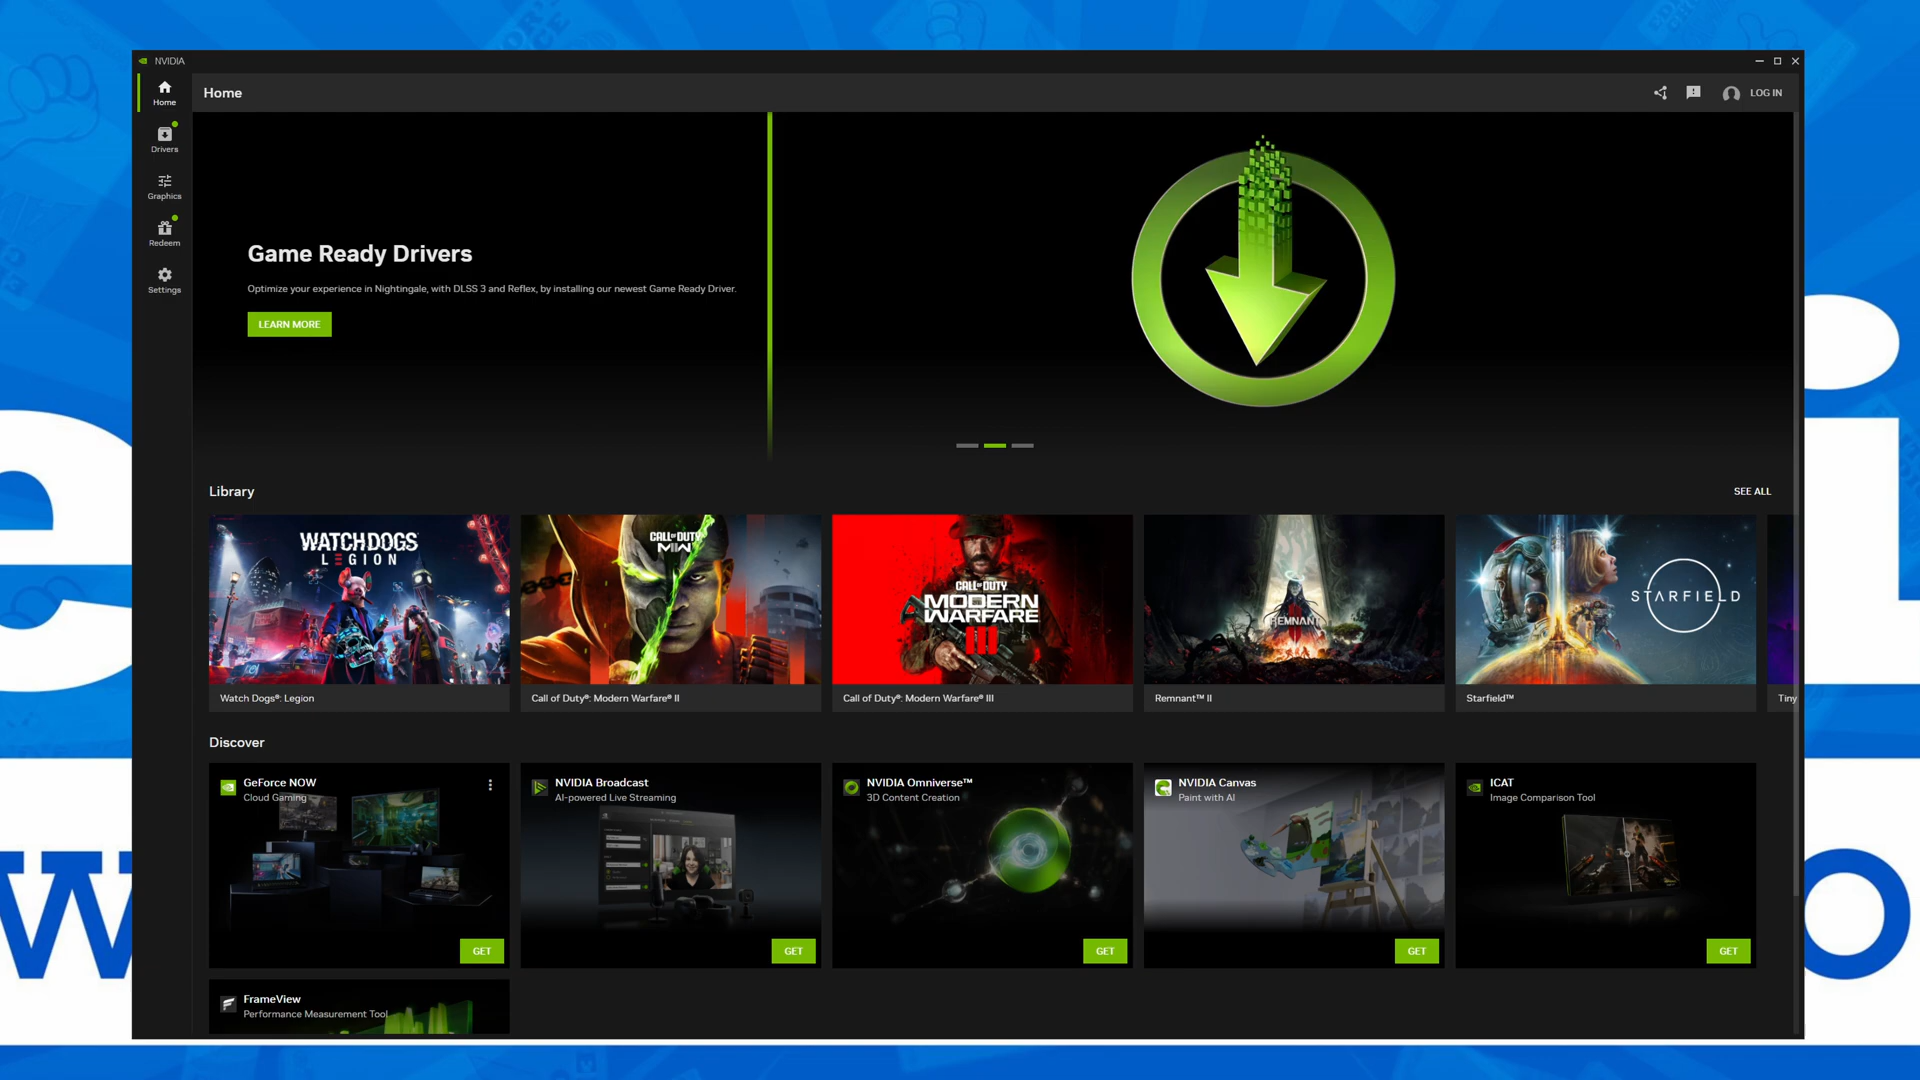 NVIDIA
Home
Drivers
Graphics
Redeem
Settings
Home
LOG IN
Game Ready Drivers
Optimize your experience in Nightingale, with DLSS 3 and Reflex, by installing our newest Game Ready Driver.
LEARN MORE
Library
SEE ALL
WATCH DOGS
LEGION
CALL OF DUTY
MW II
CALL OF DUTY
MODERN
WARFARE
III
REMNANT
STARFIELD
Watch Dogs®: Legion
Call of Duty®: Modern Warfare® II
Call of Duty®: Modern Warfare® III
Remnant™ II
Starfield™
Tiny
Discover
GeForce NOW
Cloud Gaming
GET
NVIDIA Broadcast
AI-powered Live Streaming
GET
NVIDIA Omniverse™
3D Content Creation
GET
NVIDIA Canvas
Paint with AI
GET
ICAT
Image Comparison Tool
GET
FrameView
Performance Measurement Tool